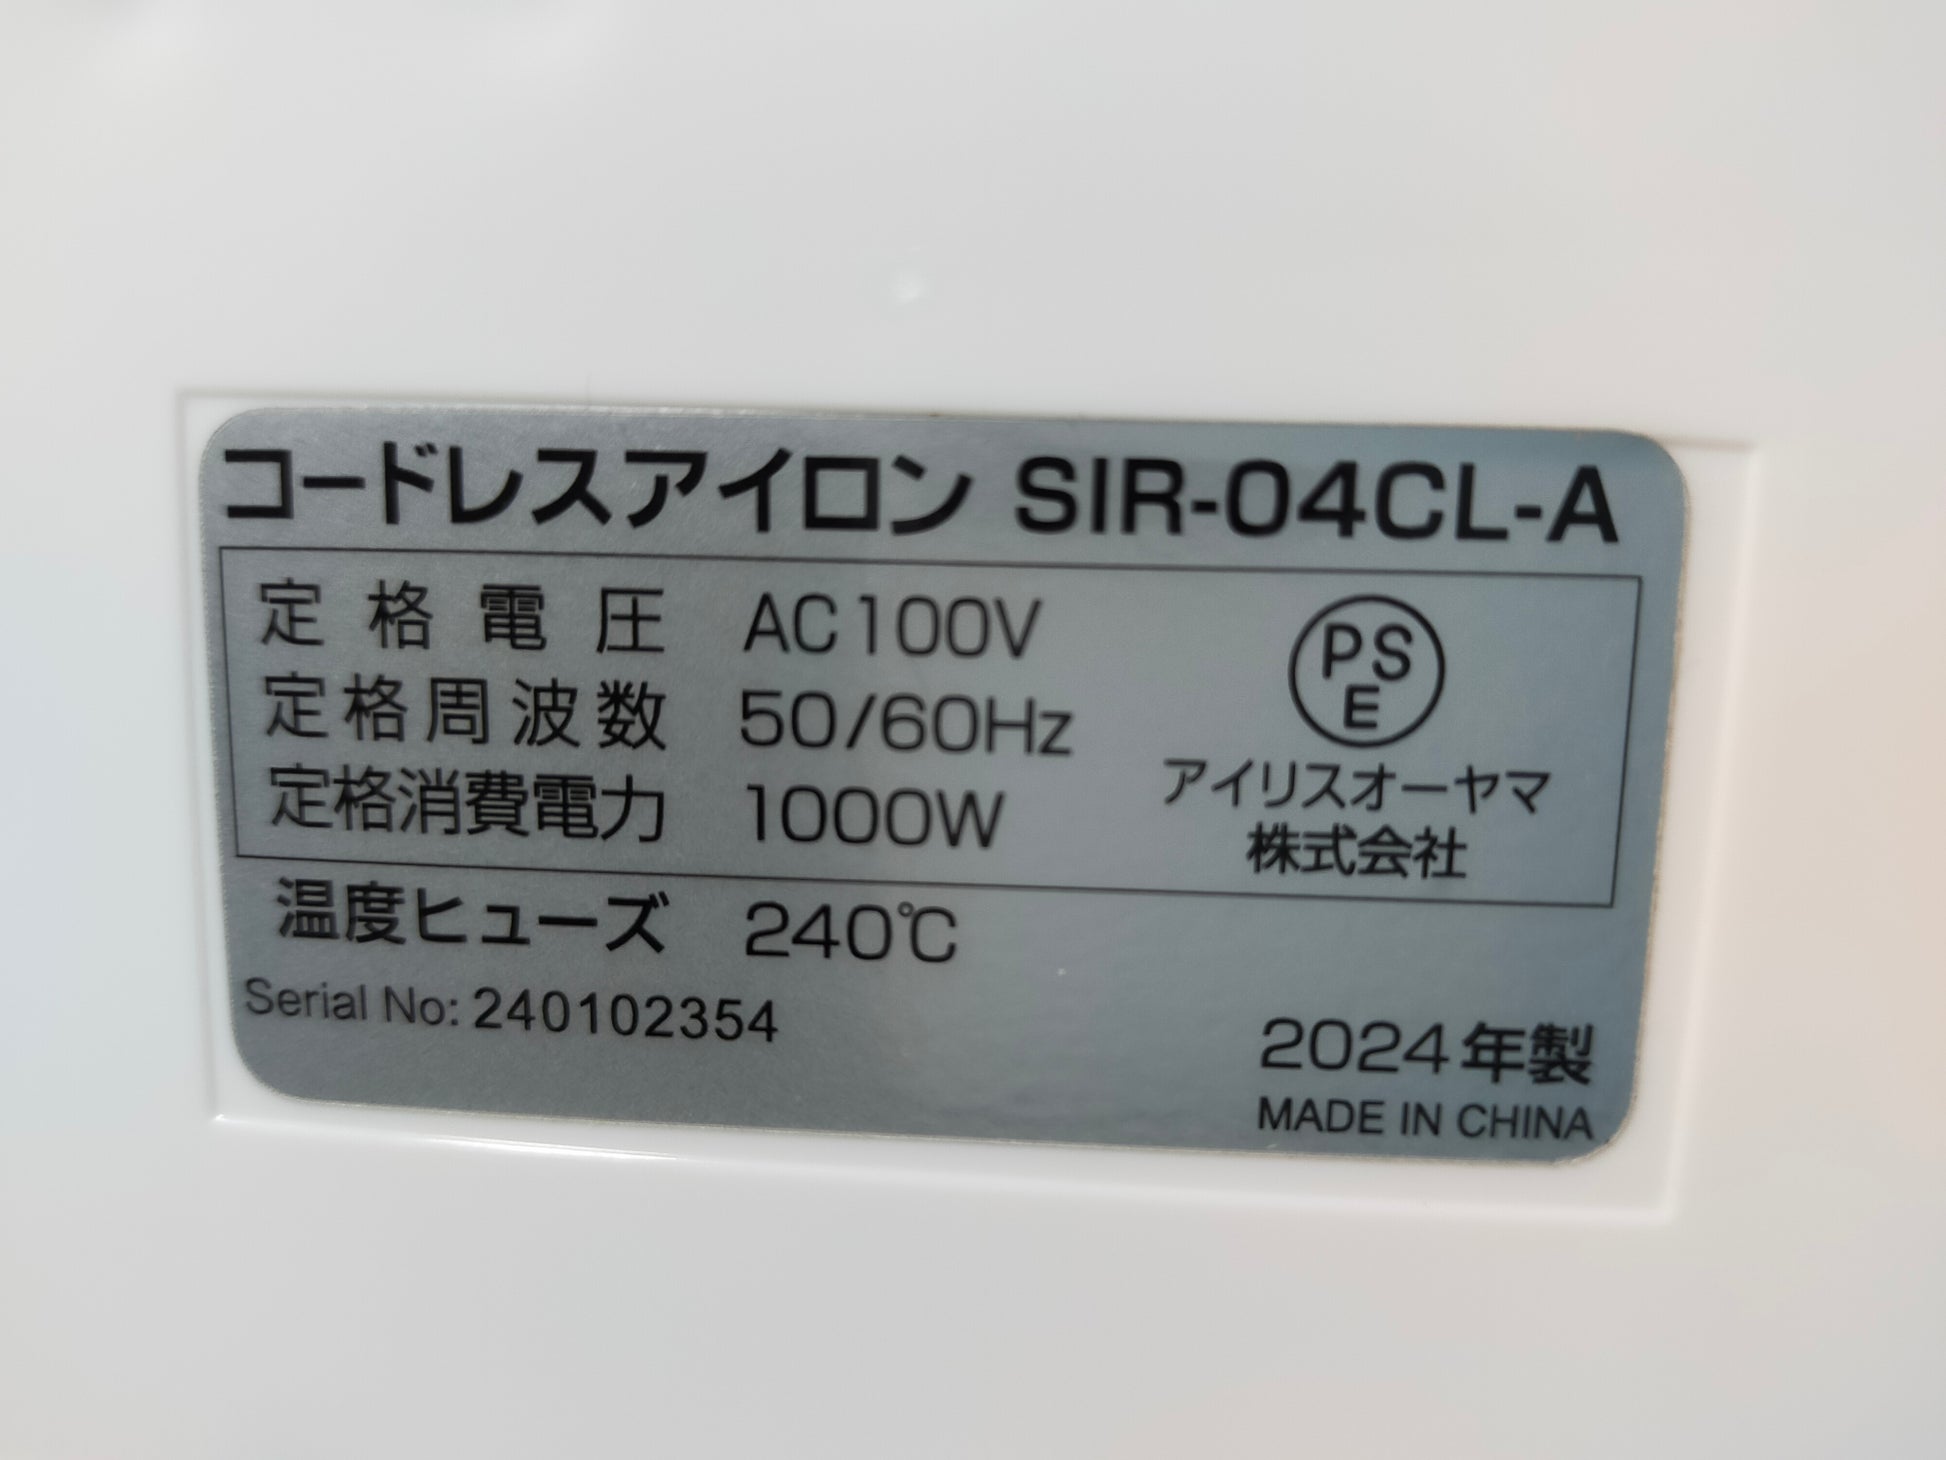 コードレスアイロン SIR-04CL-A
定格電圧 AC100V
定格周波数 50/60Hz
定格消費電力 1000W
PS
E
アイリスオーヤマ
株式会社
温度ヒューズ 240℃
Serial No: 240102354
2024年製
MADE IN CHINA